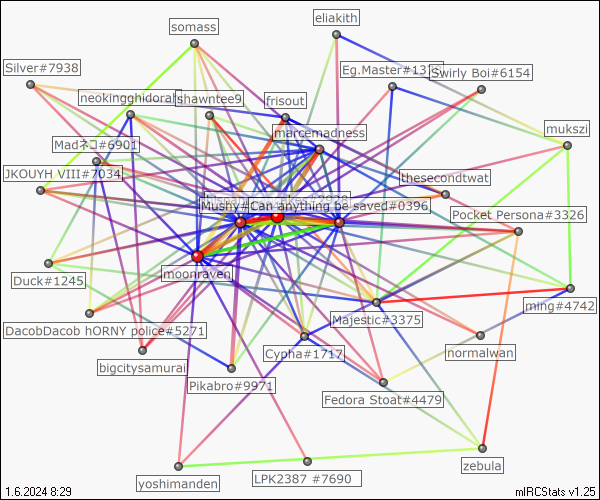 eliakith
somass
Silver#7938
Eg.Master#13
Swirly Boi#6154
neokingghidorah
shawntee9
frisout
marcemadness
mukszi
Madネコ#6901
JKOUYH VIII#7034
thesecondtwat
Mushy#
Can anything be saved#0396
Pocket Persona#3326
moonraven
Duck#1245
ming#4742
DacobDacob hORNY police#5271
Majestic#3375
Cypha#1717
normalwan
bigcitysamurai
Pikabro#9971
Fedora Stoat#4479
zebula
yoshimanden
LPK2387 #7690
1.6.2024 8:29
mIRCStats v1.25